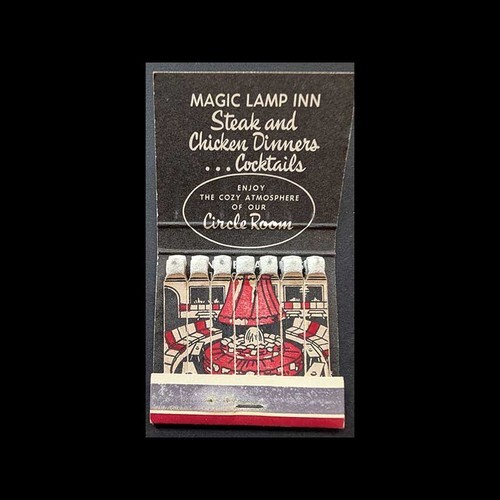 MAGIC LAMP INN
Steak and
Chicken Dinners
... Cocktails
ENJOY
THE COZY ATMOSPHERE
OF OUR
Circle Room